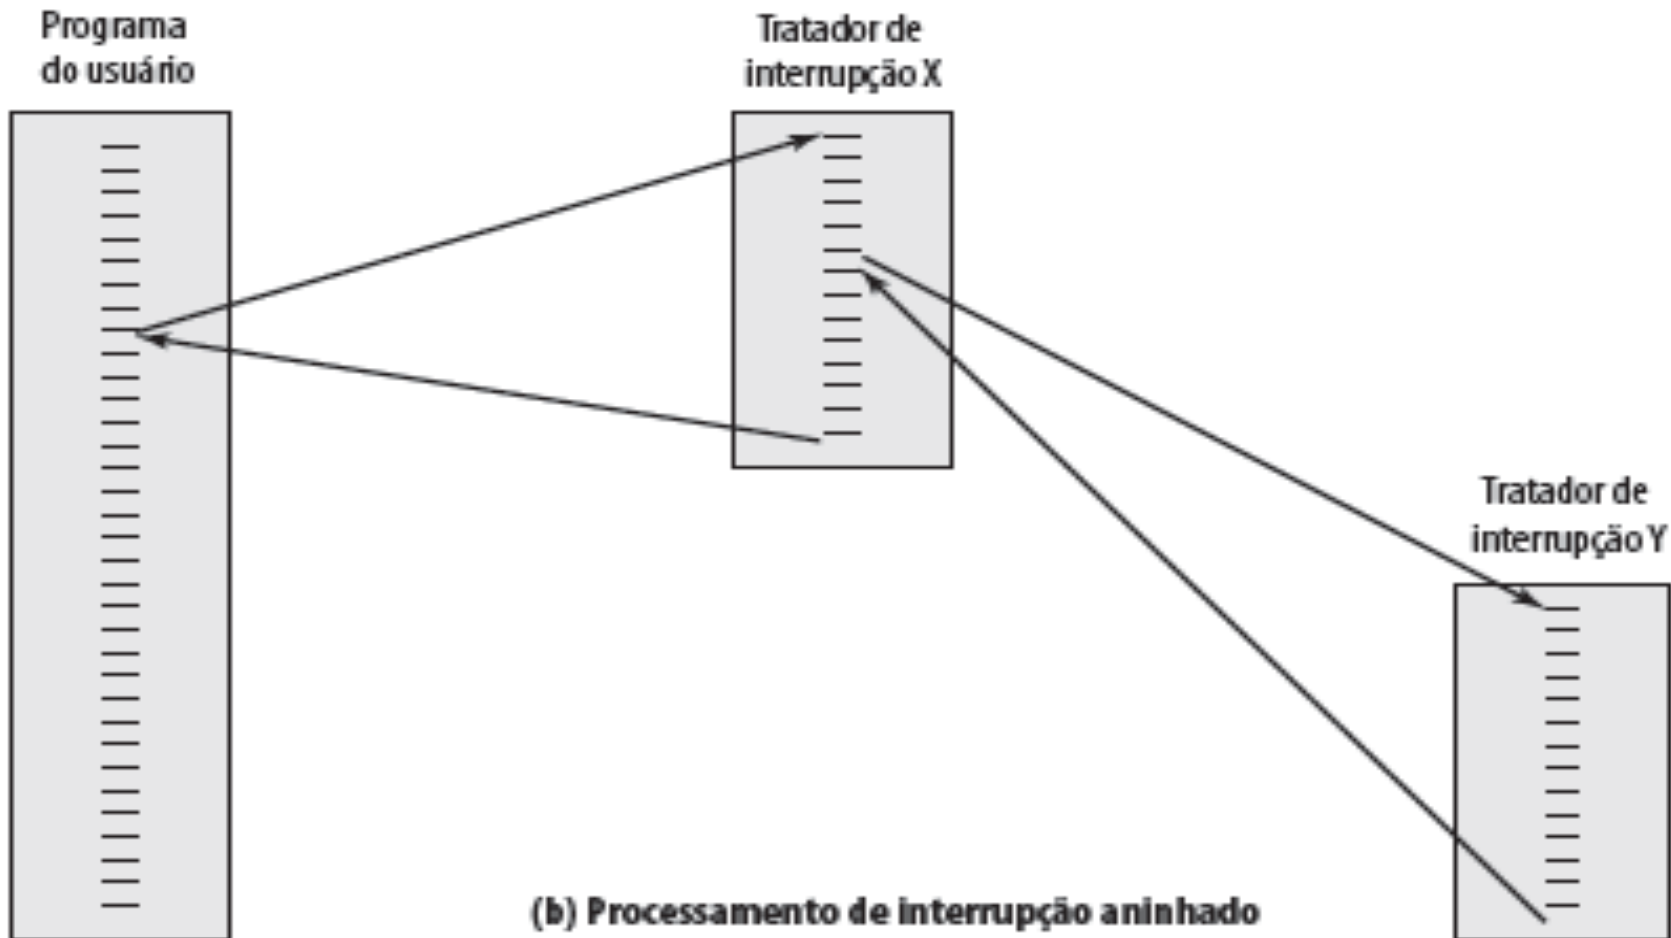 Programa
do usuário
Tratador de
interrupção X
Tratador de
interrupção Y
(b) Processamento de interrupção aninhado